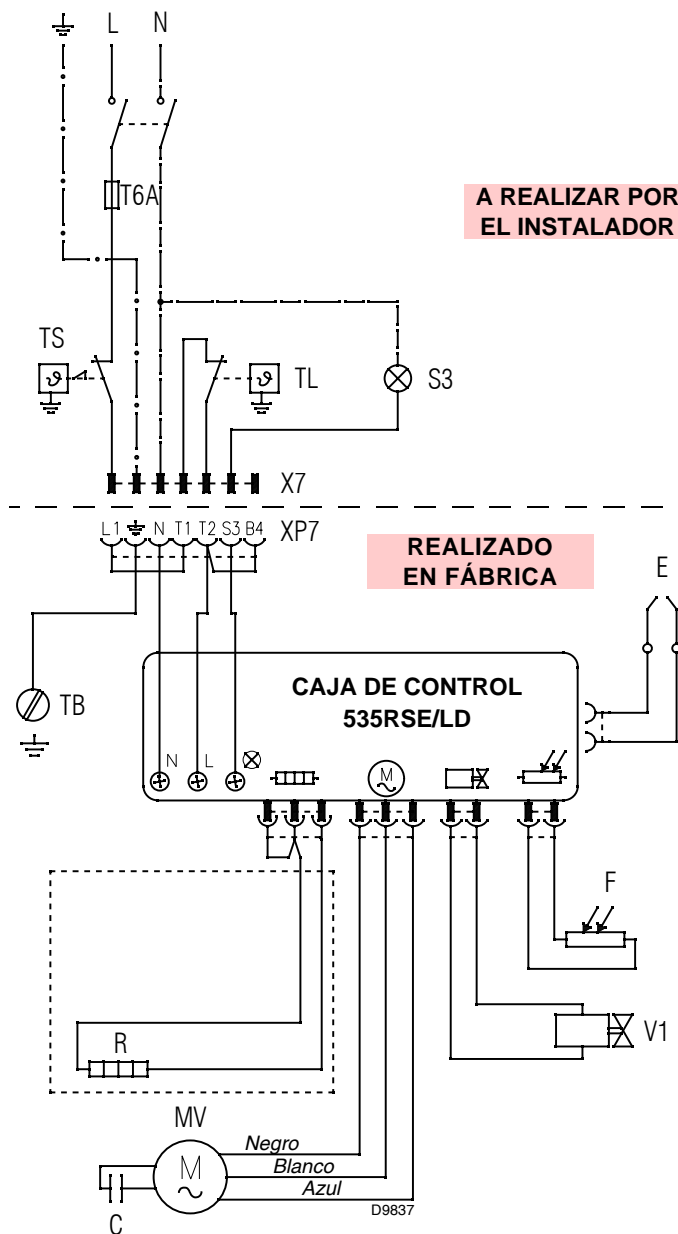 L N
T6A
A REALIZAR POR
EL INSTALADOR
TS
ϑ
ϑ
TL
S3
X7
L1 N T1 T2 S3 B4
XP7
REALIZADO
EN FÁBRICA
E
CAJA DE CONTROL
535RSE/LD
TB
N
L
M
F
V1
R
MV
M
Negro
Blanco
Azul
D9837
C